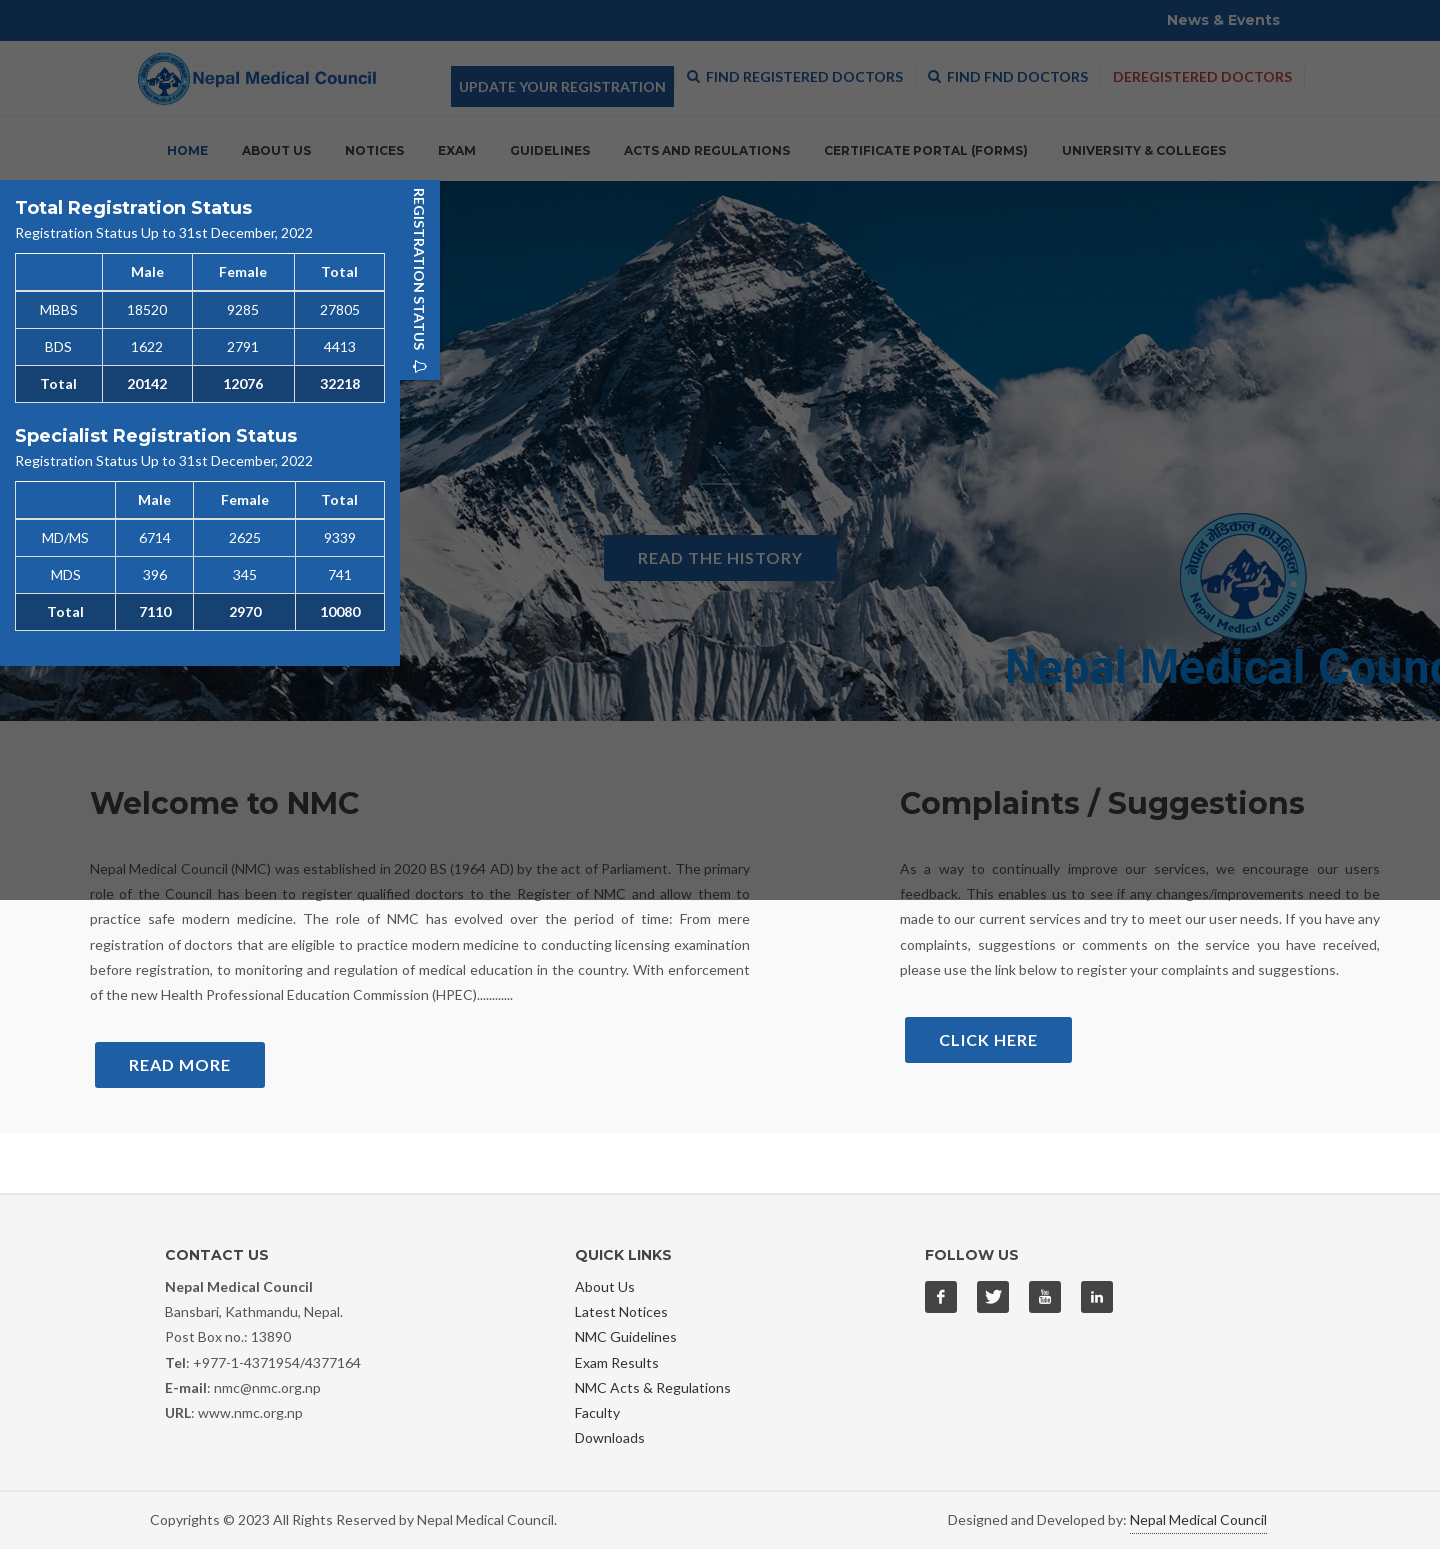 News & Events
नेपाल मेडिकल काउन्सिल
Nepal Medical Council
Nepal Medical Council
UPDATE YOUR REGISTRATION
FIND REGISTERED DOCTORS
FIND FND DOCTORS
DEREGISTERED DOCTORS
HOME ABOUT US NOTICES EXAM GUIDELINES ACTS AND REGULATIONS CERTIFICATE PORTAL (FORMS) UNIVERSITY & COLLEGES
Total Registration Status
Registration Status Up to 31st December, 2022
Male Female Total
MBBS 18520 9285 27805
BDS 1622 2791 4413
Total 20142 12076 32218
Specialist Registration Status
Registration Status Up to 31st December, 2022
Male Female Total
MD/MS 6714 2625 9339
MDS 396 345 741
Total 7110 2970 10080
REGISTRATION STATUS
READ THE HISTORY
नेपाल मेडिकल काउन्सिल
Nepal Medical Council
Nepal Medical Counc
Welcome to NMC
Nepal Medical Council (NMC) was established in 2020 BS (1964 AD) by the act of Parliament. The primary
role of the Council has been to register qualified doctors to the Register of NMC and allow them to
practice safe modern medicine. The role of NMC has evolved over the period of time: From mere
registration of doctors that are eligible to practice modern medicine to conducting licensing examination
before registration, to monitoring and regulation of medical education in the country. With enforcement
of the new Health Professional Education Commission (HPEC).............
READ MORE
Complaints / Suggestions
As a way to continually improve our services, we encourage our users
feedback. This enables us to see if any changes/improvements need to be
made to our current services and try to meet our user needs. If you have any
complaints, suggestions or comments on the service you have received,
please use the link below to register your complaints and suggestions.
CLICK HERE
CONTACT US
Nepal Medical Council
Bansbari, Kathmandu, Nepal.
Post Box no.: 13890
Tel: +977-1-4371954/4377164
E-mail: nmc@nmc.org.np
URL: www.nmc.org.np
QUICK LINKS
About Us
Latest Notices
NMC Guidelines
Exam Results
NMC Acts & Regulations
Faculty
Downloads
FOLLOW US
You Tube
in
Copyrights © 2023 All Rights Reserved by Nepal Medical Council.
Designed and Developed by: Nepal Medical Council